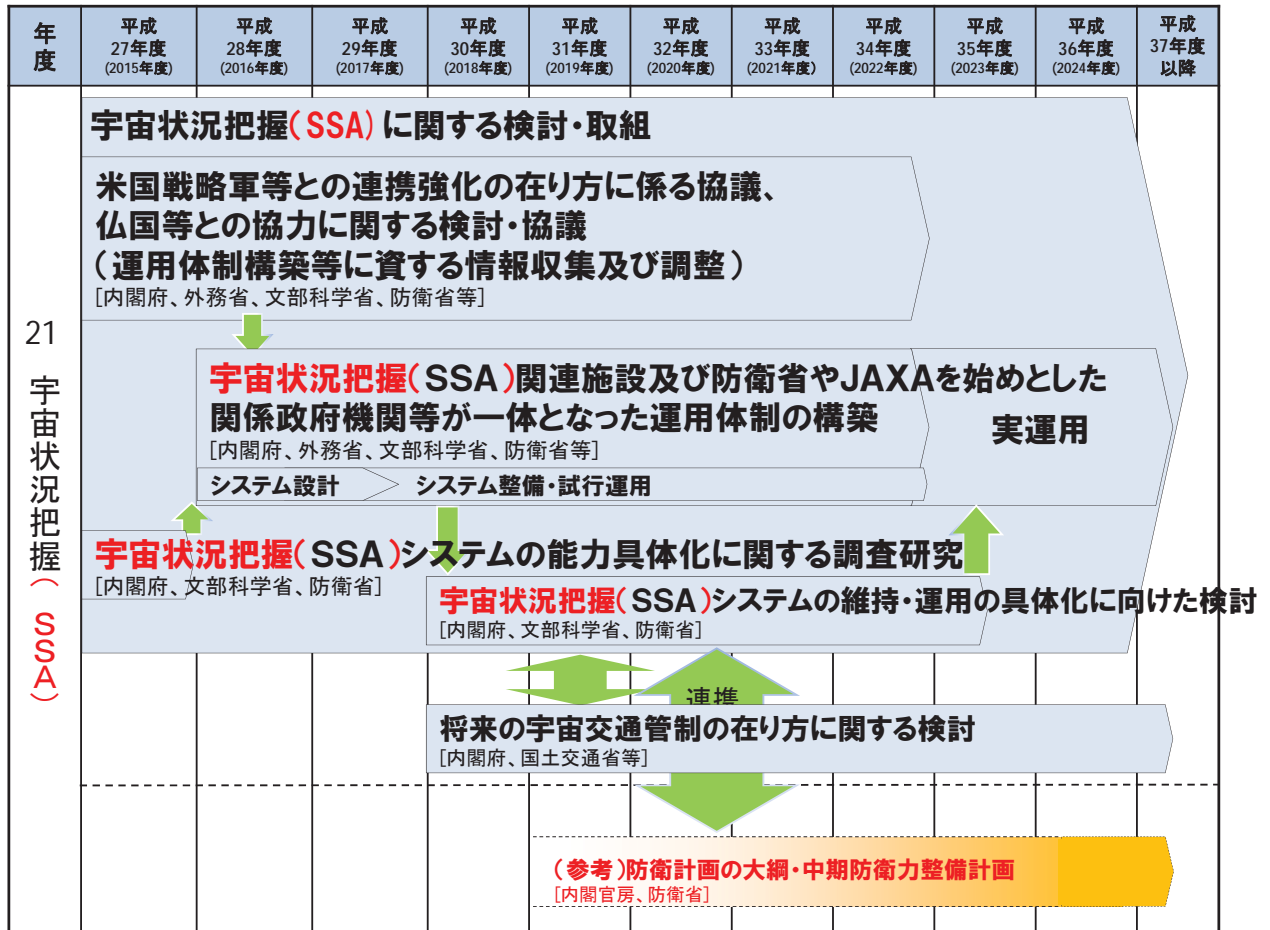 年度
平成
27年度
(2015年度)
平成
28年度
(2016年度)
平成
29年度
(2017年度)
平成
30年度
(2018年度)
平成
31年度
(2019年度)
平成
32年度
(2020年度)
平成
33年度
(2021年度)
平成
34年度
(2022年度)
平成
35年度
(2023年度)
平成
36年度
(2024年度)
平成
37年度
以降
21 宇宙状況把握(SSA)
宇宙状況把握(SSA)に関する検討・取組
米国戦略軍等との連携強化の在り方に係る協議、
仏国等との協力に関する検討・協議
(運用体制構築等に資する情報収集及び調整)
[内閣府、外務省、文部科学省、防衛省等]
宇宙状況把握(SSA)関連施設及び防衛省やJAXAを始めとした
関係政府機関等が一体となった運用体制の構築
[内閣府、外務省、文部科学省、防衛省等]
実運用
システム設計
システム整備・試行運用
宇宙状況把握(SSA)システムの能力具体化に関する調査研究
[内閣府、文部科学省、防衛省]
宇宙状況把握(SSA)システムの維持・運用の具体化に向けた検討
[内閣府、文部科学省、防衛省]
連携
将来の宇宙交通管制の在り方に関する検討
[内閣府、国土交通省等]
(参考)防衛計画の大綱・中期防衛力整備計画
[内閣官房、防衛省]